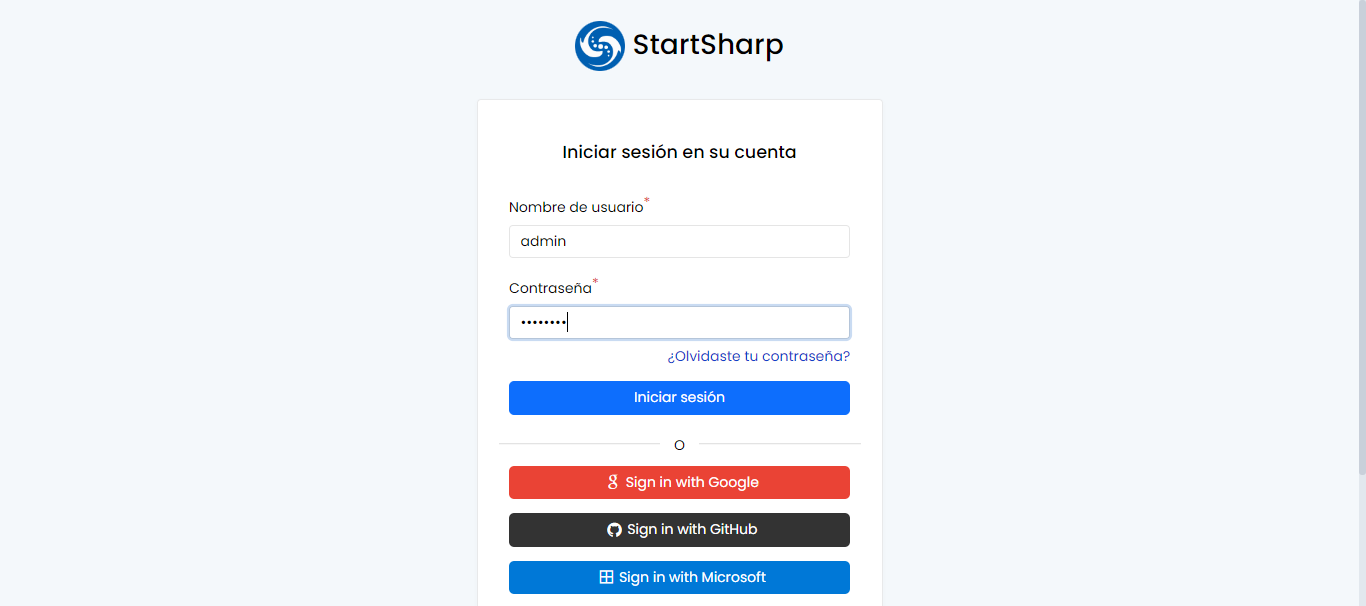 StartSharp
Iniciar sesión en su cuenta
Nombre de usuario*
admin
Contraseña*
••••••••
¿Olvidaste tu contraseña?
Iniciar sesión
O
Sign in with Google
Sign in with GitHub
Sign in with Microsoft